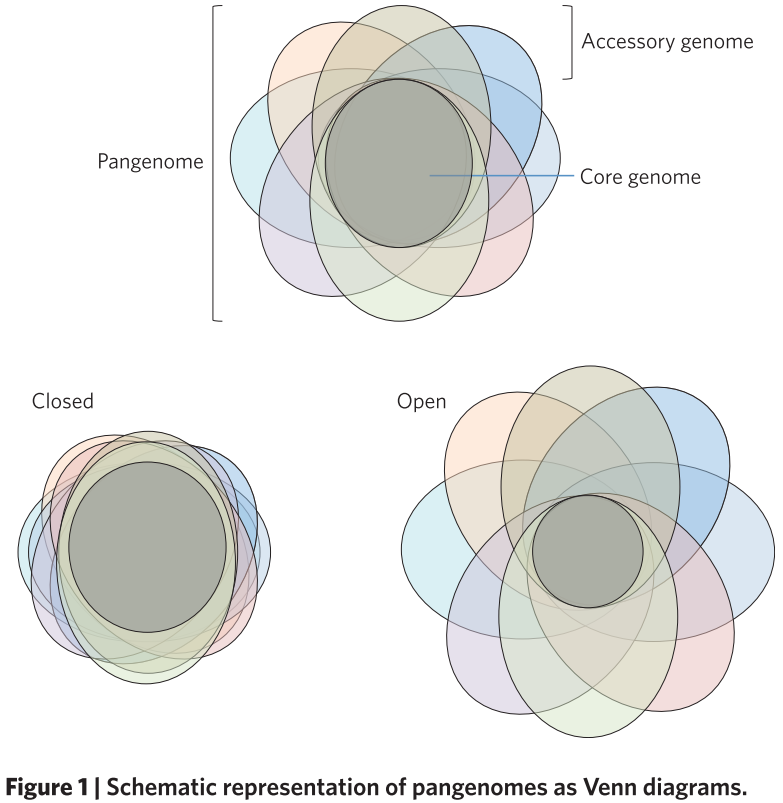 Accessory genome
Pangenome
Core genome
Closed
Open
Figure 1 | Schematic representation of pangenomes as Venn diagrams.